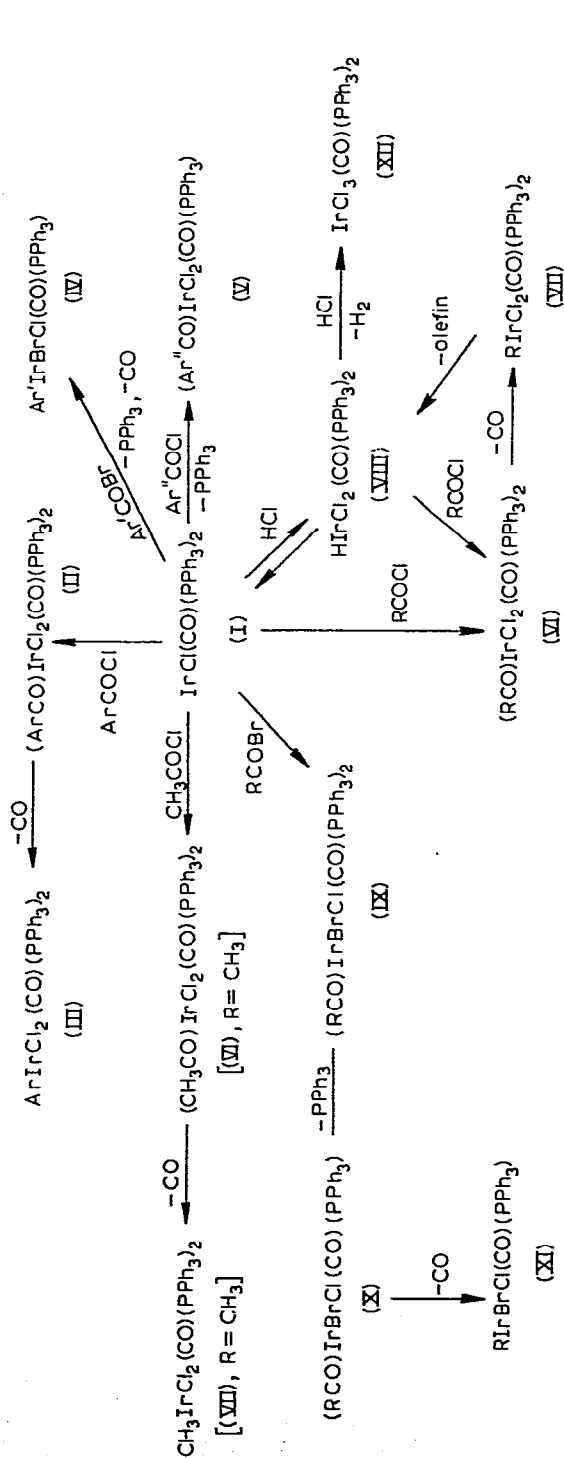 Ar'IrBrCl(CO)(PPh3)
(IV)
Ar'COBr
-PPh3, -CO
(ArCO)IrCl2(CO)(PPh3)2
(II)
-CO
ArIrCl2(CO)(PPh3)2
(III)
ArCOCl
Ar"COCl
-PPh3
(Ar"CO)IrCl2(CO)(PPh3)
(V)
IrCl(CO)(PPh3)2
(I)
CH3COCl
(CH3CO)IrCl2(CO)(PPh3)2
[(VI), R=CH3]
-CO
CH3IrCl2(CO)(PPh3)2
[(VII), R=CH3]
HCl
HIrCl2(CO)(PPh3)2
(VIII)
HCl
-H2
IrCl3(CO)(PPh3)2
(XII)
RCOBr
(RCO)IrBrCl(CO)(PPh3)2
(IX)
-PPh3
(RCO)IrBrCl(CO)(PPh3)
(X)
-CO
RIrBrCl(CO)(PPh3)
(XI)
RCOCl
RCOCl
-olefin
(RCO)IrCl2(CO)(PPh3)2
(VI)
-CO
RIrCl2(CO)(PPh3)2
(VII)